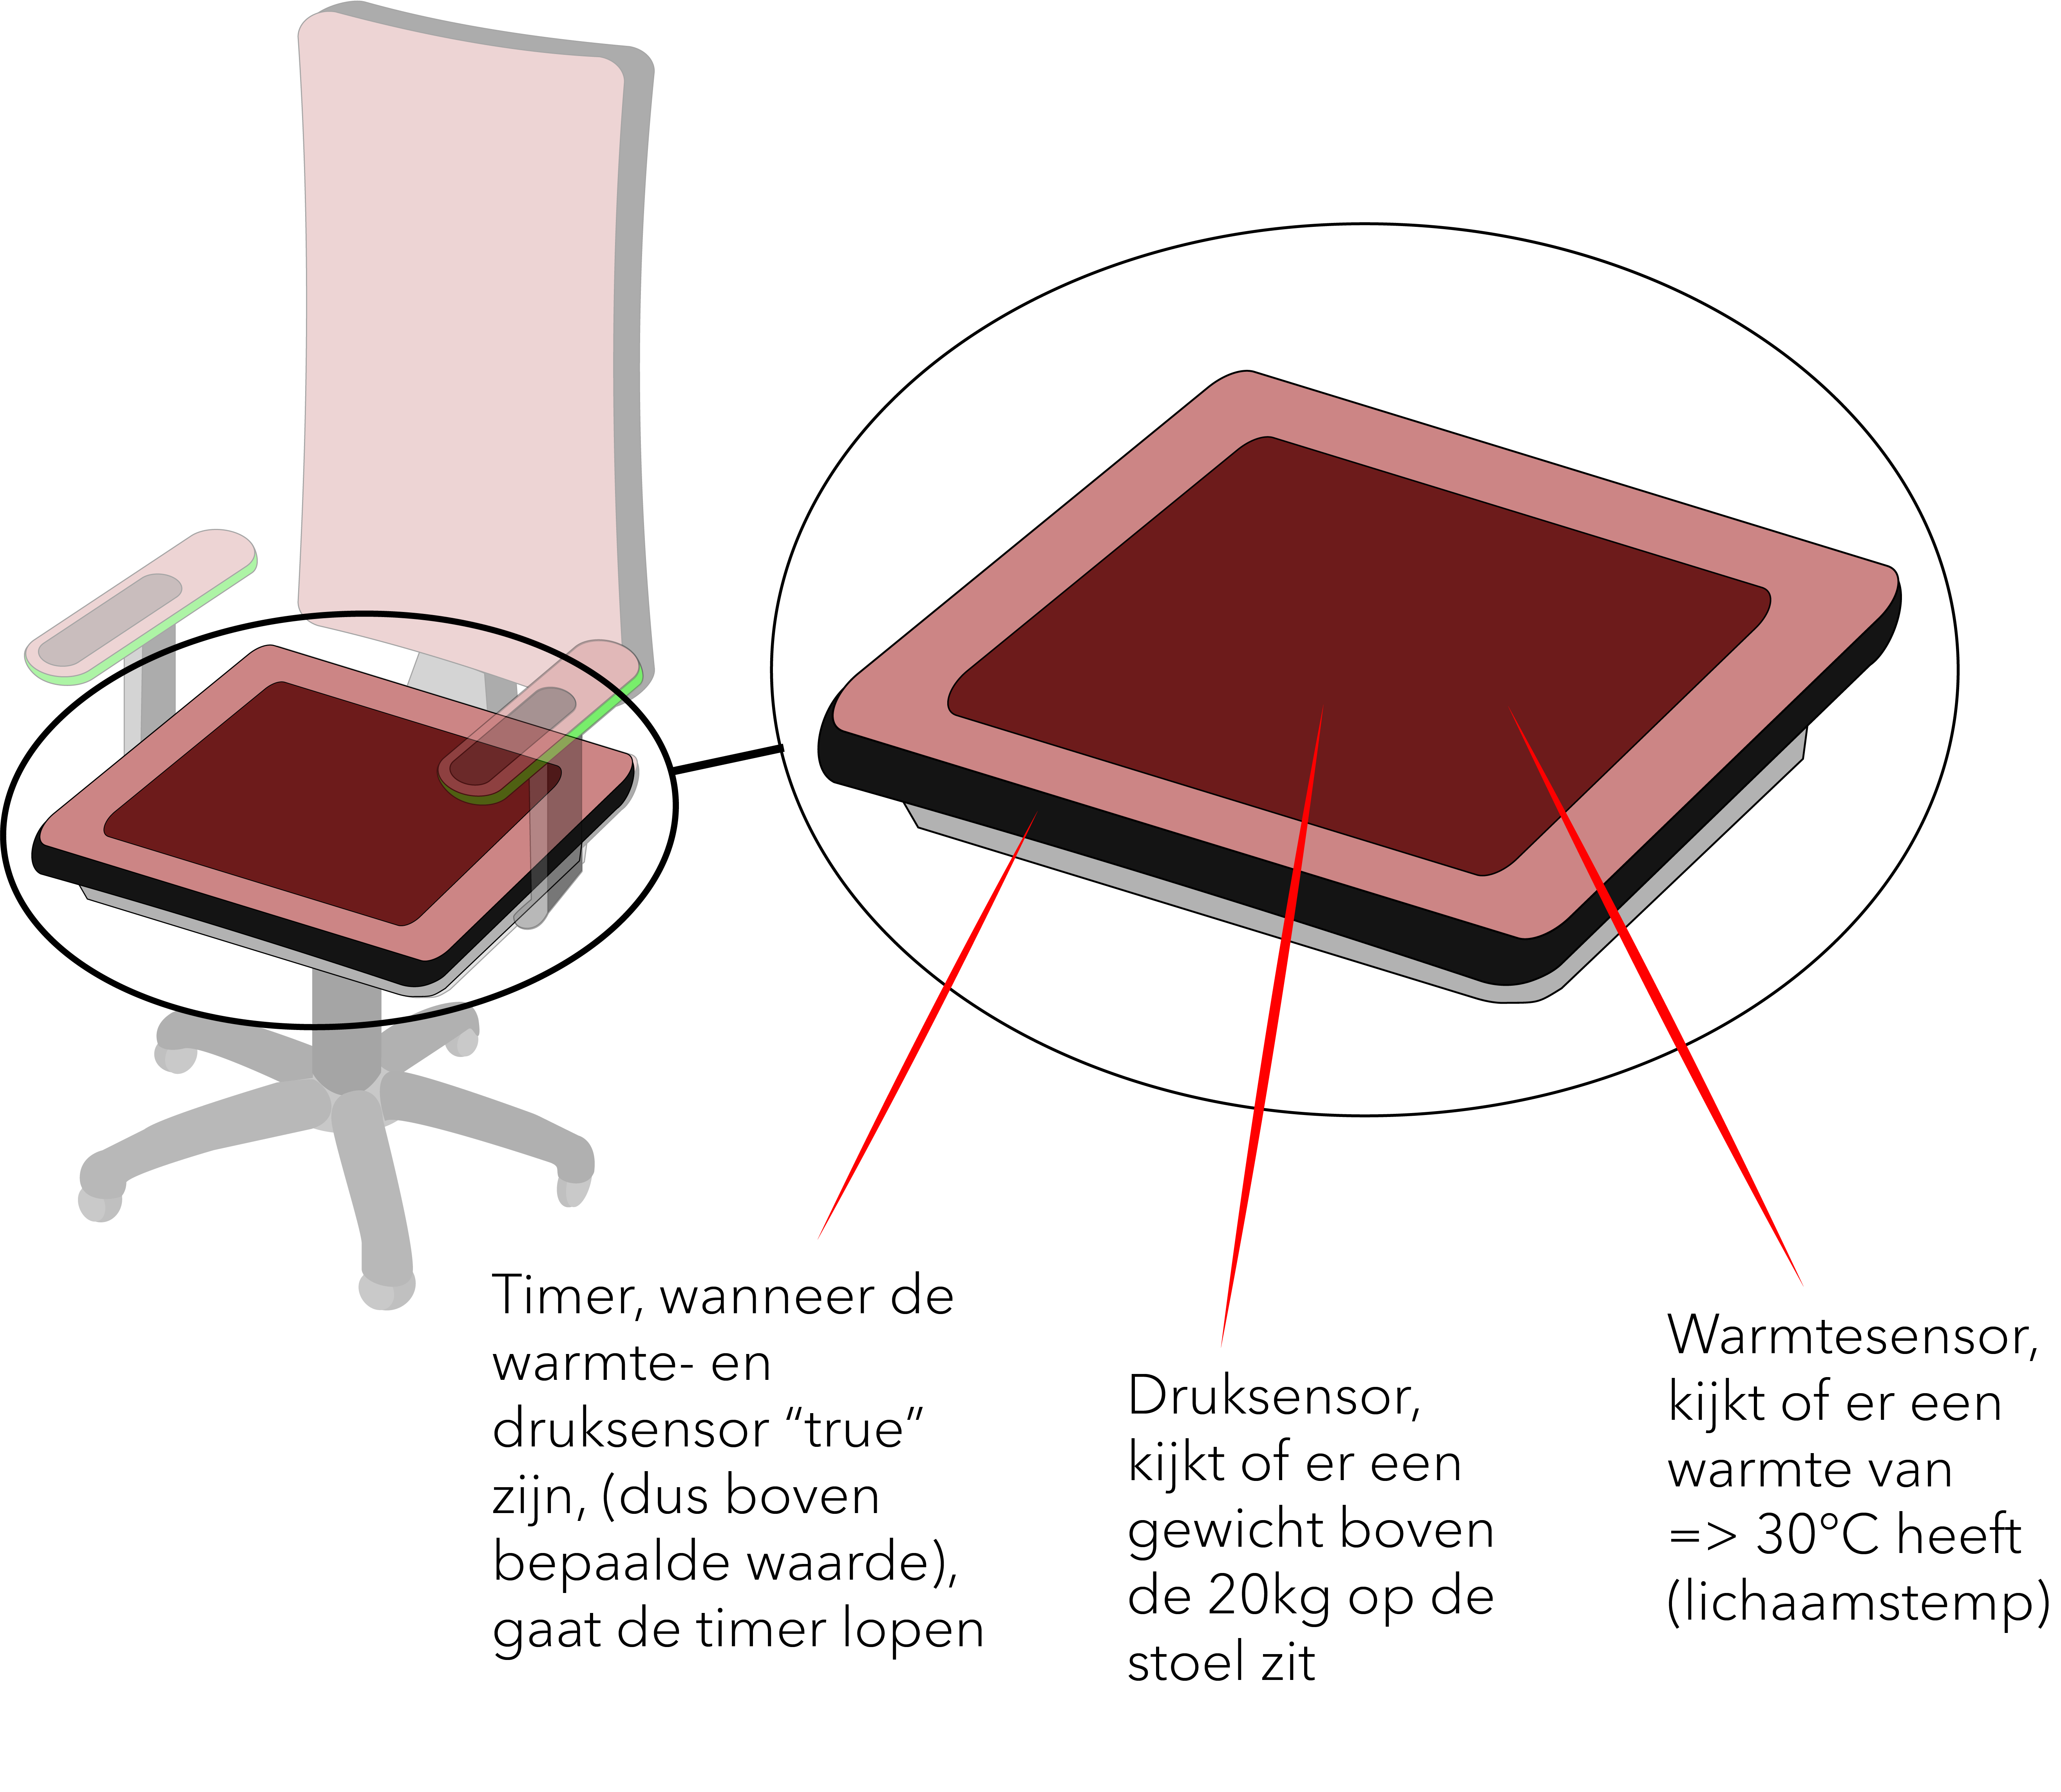 Timer, wanneer de
warmte- en
druksensor “true”
zijn, (dus boven
bepaalde waarde),
gaat de timer lopen
Druksensor,
kijkt of er een
gewicht boven
de 20kg op de
stoel zit
Warmtesensor,
kijkt of er een
warmte van
=> 30°C heeft
(lichaamstemp)